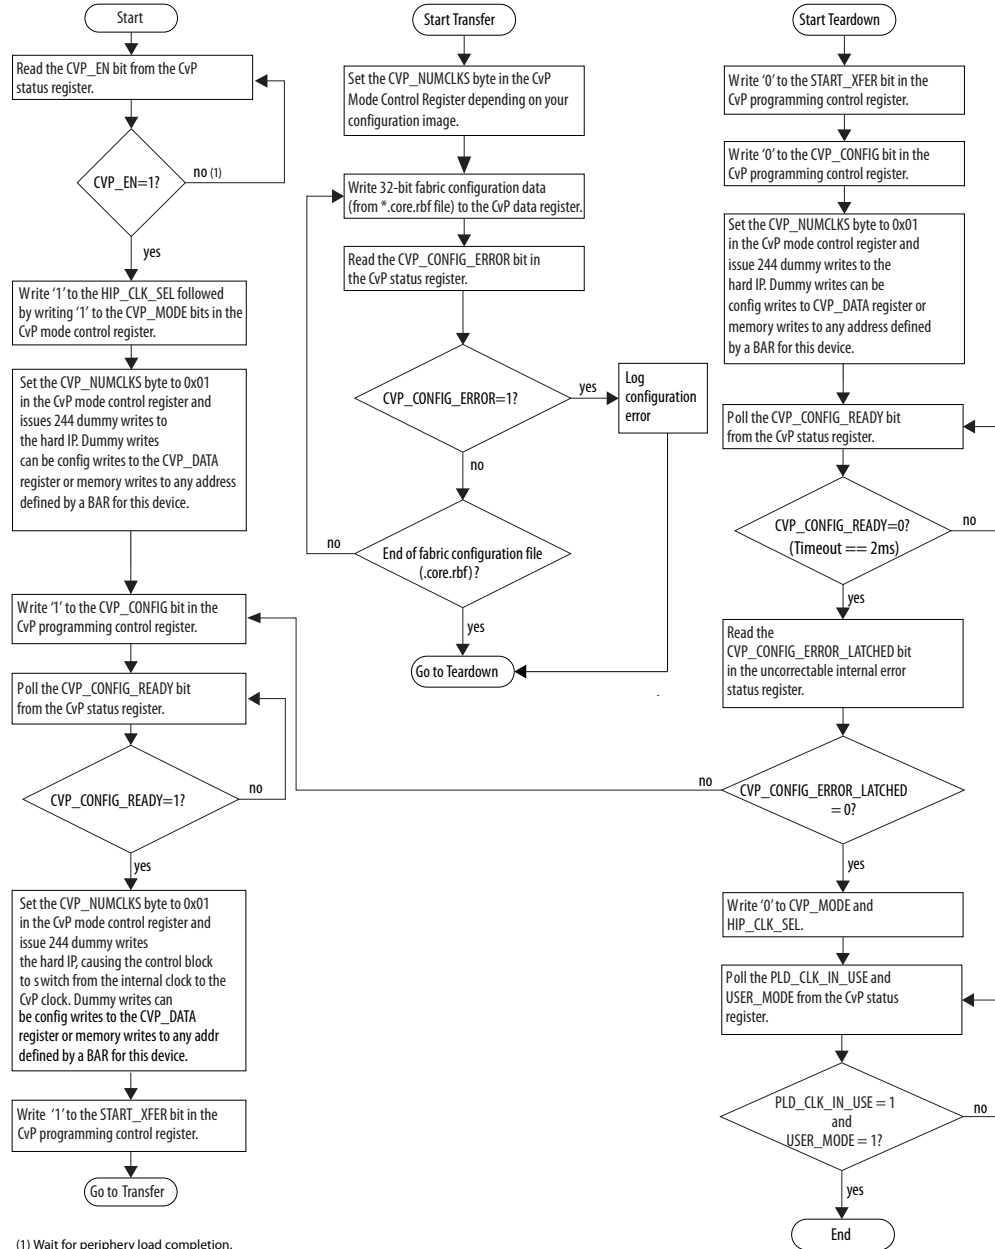 Start
Read the CVP_EN bit from the CvP
status register.
CVP_EN=1?
no (1)
yes
Write ‘1’ to the HIP_CLK_SEL followed
by writing ‘1’ to the CVP_MODE bits in the
CvP mode control register.
Set the CVP_NUMCLKS byte to 0x01
in the CvP mode control register and
issues 244 dummy writes to
the hard IP. Dummy writes
can be config writes to the CVP_DATA
register or memory writes to any address
defined by a BAR for this device.
Write ‘1’ to the CVP_CONFIG bit in the
CvP programming control register.
Poll the CVP_CONFIG_READY bit
from the CvP status register.
CVP_CONFIG_READY=1?
no
yes
Set the CVP_NUMCLKS byte to 0x01
in the CvP mode control register and
issue 244 dummy writes
the hard IP, causing the control block
to switch from the internal clock to the
CvP clock. Dummy writes can
be config writes to the CVP_DATA
register or memory writes to any addr
defined by a BAR for this device.
Write ‘1’ to the START_XFER bit in the
CvP programming control register.
Go to Transfer
(1) Wait for periphery load completion.
Start Transfer
Set the CVP_NUMCLKS byte in the CvP
Mode Control Register depending on your
configuration image.
Write 32-bit fabric configuration data
(from *.core.rbf file) to the CvP data register.
Read the CVP_CONFIG_ERROR bit in
the CvP status register.
CVP_CONFIG_ERROR=1?
yes
Log
configuration
error
no
End of fabric configuration file
(.core.rbf) ?
no
yes
Go to Teardown
Start Teardown
Write ‘0’ to the START_XFER bit in the
CvP programming control register.
Write ‘0’ to the CVP_CONFIG bit in the
CvP programming control register.
Set the CVP_NUMCLKS byte to 0x01
in the CvP mode control register and
issue 244 dummy writes to the
hard IP. Dummy writes can be
config writes to CVP_DATA register or
memory writes to any address defined
by a BAR for this device.
Poll the CVP_CONFIG_READY bit
from the CvP status register.
CVP_CONFIG_READY=0?
(Timeout == 2ms)
no
yes
Read the
CVP_CONFIG_ERROR_LATCHED bit
in the uncorrectable internal error
status register.
CVP_CONFIG_ERROR_LATCHED
= 0?
no
yes
Write ‘0’ to CVP_MODE and
HIP_CLK_SEL.
Poll the PLD_CLK_IN_USE and
USER_MODE from the CvP status
register.
PLD_CLK_IN_USE = 1
and
USER_MODE = 1?
no
yes
End